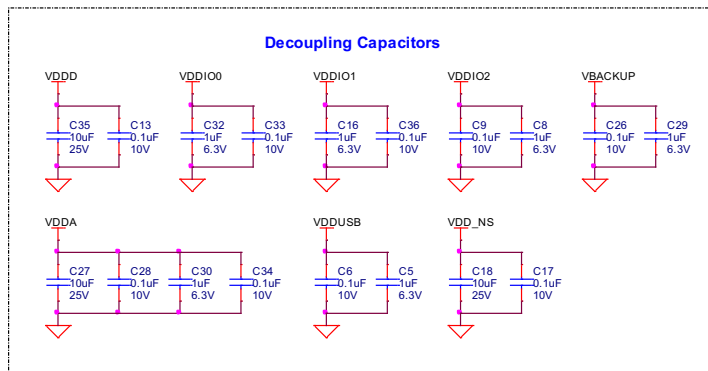 Decoupling Capacitors
VDDD
VDDIO0
VDDIO1
VDDIO2
VBACKUP
C35
10uF
25V
C13
0.1uF
10V
C32
1uF
6.3V
C33
0.1uF
10V
C16
1uF
6.3V
C36
0.1uF
10V
C9
0.1uF
10V
C8
1uF
6.3V
C26
0.1uF
10V
C29
1uF
6.3V
VDDA
VDDUSB
VDD_NS
C27
10uF
25V
C28
0.1uF
10V
C30
1uF
6.3V
C34
0.1uF
10V
C6
0.1uF
10V
C5
1uF
6.3V
C18
10uF
25V
C17
0.1uF
10V